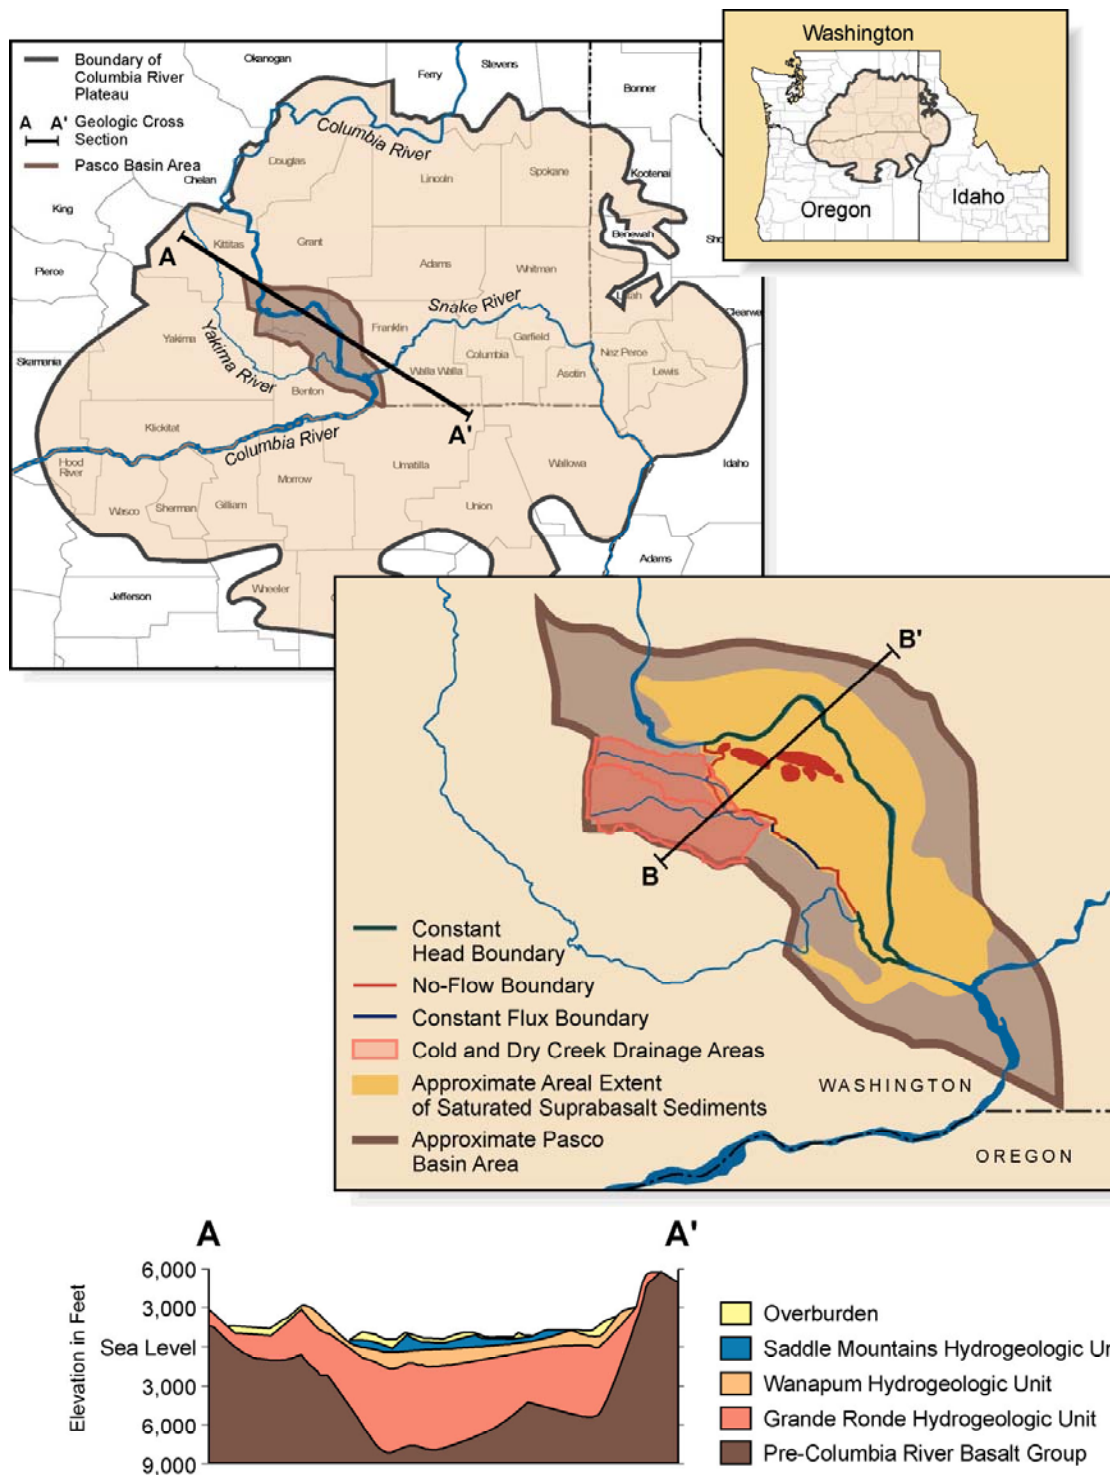 Boundary of
Columbia River
Plateau
A A' Geologic Cross
Section
Pasco Basin Area
Okanogan
Ferry
Stevens
Bonner
Columbia River
Douglas
Chelan
Lincoln
Spokane
Kootenai
King
Kittitas
Grant
Benewah
Sho
A
Pierce
Adams
Whitman
Latah
Clearwa
Snake River
Yakima
Yakima River
Franklin
Garfield
Columbia
Nez Perce
Skamania
Walla Walla
Asotin
Lewis
Benton
A'
Klickitat
Columbia River
Hood
River
Umatilla
Wallowa
Idaho
Morrow
Wasco
Sherman
Gilliam
Union
Adams
Jefferson
Wheeler
Washington
Oregon
Idaho
B'
B
Constant
Head Boundary
No-Flow Boundary
Constant Flux Boundary
Cold and Dry Creek Drainage Areas
Approximate Areal Extent
of Saturated Suprabasalt Sediments
Approximate Pasco
Basin Area
WASHINGTON
OREGON
A A'
Elevation in Feet
6,000
3,000
Sea Level
3,000
6,000
9,000
Overburden
Saddle Mountains Hydrogeologic Un
Wanapum Hydrogeologic Unit
Grande Ronde Hydrogeologic Unit
Pre-Columbia River Basalt Group